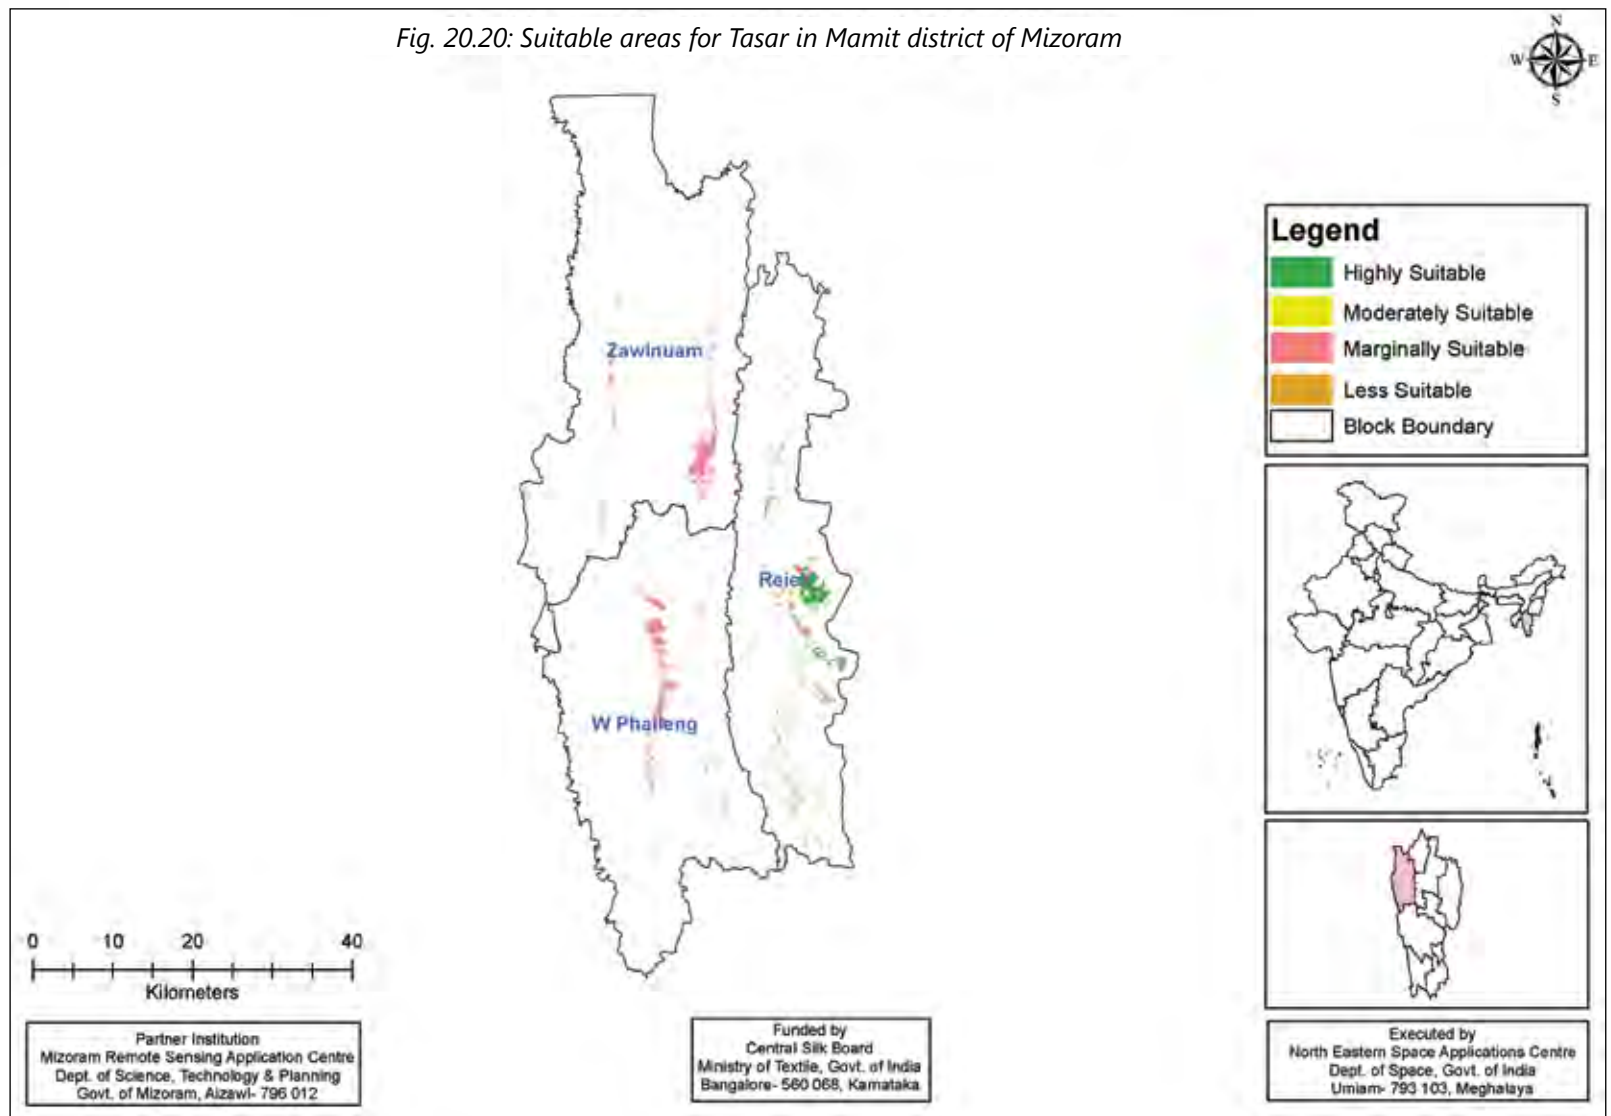 Fig. 20.20: Suitable areas for Tasar in Mamit district of Mizoram
N
W E
S
Legend
Highly Suitable
Moderately Suitable
Marginally Suitable
Less Suitable
Block Boundary
Zawlnuam
W Phaileng
0 10 20 40
Kilometers
Partner Institution
Mizoram Remote Sensing Application Centre
Dept. of Science, Technology & Planning
Govt. of Mizoram, Aizawl- 796 012
Funded by
Central Silk Board
Ministry of Textile, Govt. of India
Bangalore- 560 068, Karnataka
Executed by
North Eastern Space Applications Centre
Dept. of Space, Govt. of India
Umiam- 793 103, Meghalaya